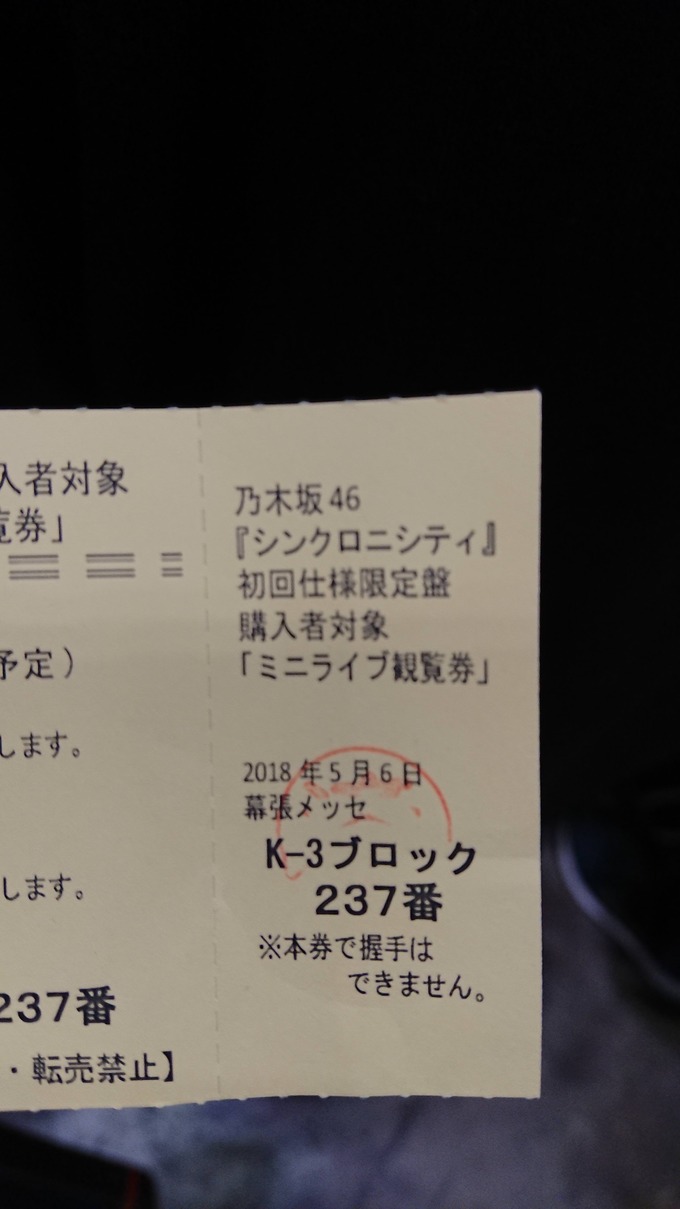 入者対象
覧券」
予定）
します。
します。
237番
・転売禁止】
乃木坂46
『シンクロニシティ』
初回仕様限定盤
購入者対象
「ミニライブ観覧券」
2018年5月6日
幕張メッセ
K-3ブロック
237番
※本券で握手は
できません。